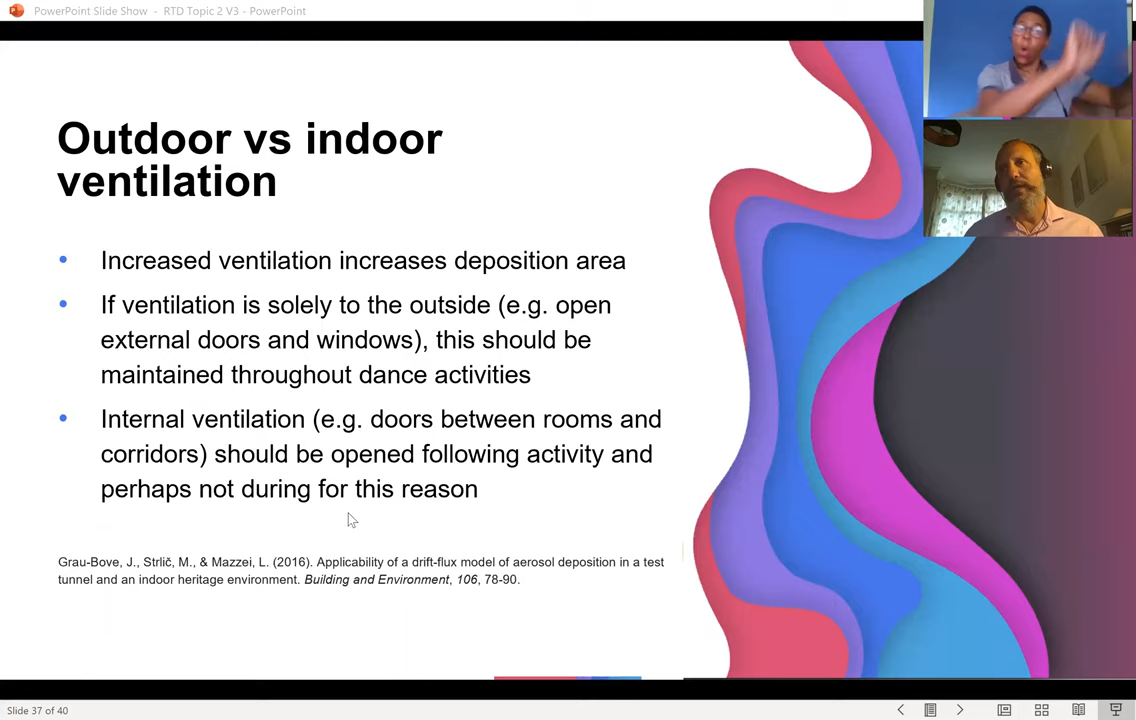 PowerPoint Slide Show - RTD Topic 2 V3 - PowerPoint
Outdoor vs indoor
ventilation
• Increased ventilation increases deposition area
• If ventilation is solely to the outside (e.g. open
external doors and windows), this should be
maintained throughout dance activities
• Internal ventilation (e.g. doors between rooms and
corridors) should be opened following activity and
perhaps not during for this reason
Grau-Bove, J., Strlič, M., & Mazzei, L. (2016). Applicability of a drift-flux model of aerosol deposition in a test
tunnel and an indoor heritage environment. Building and Environment, 106, 78-90.
Slide 37 of 40